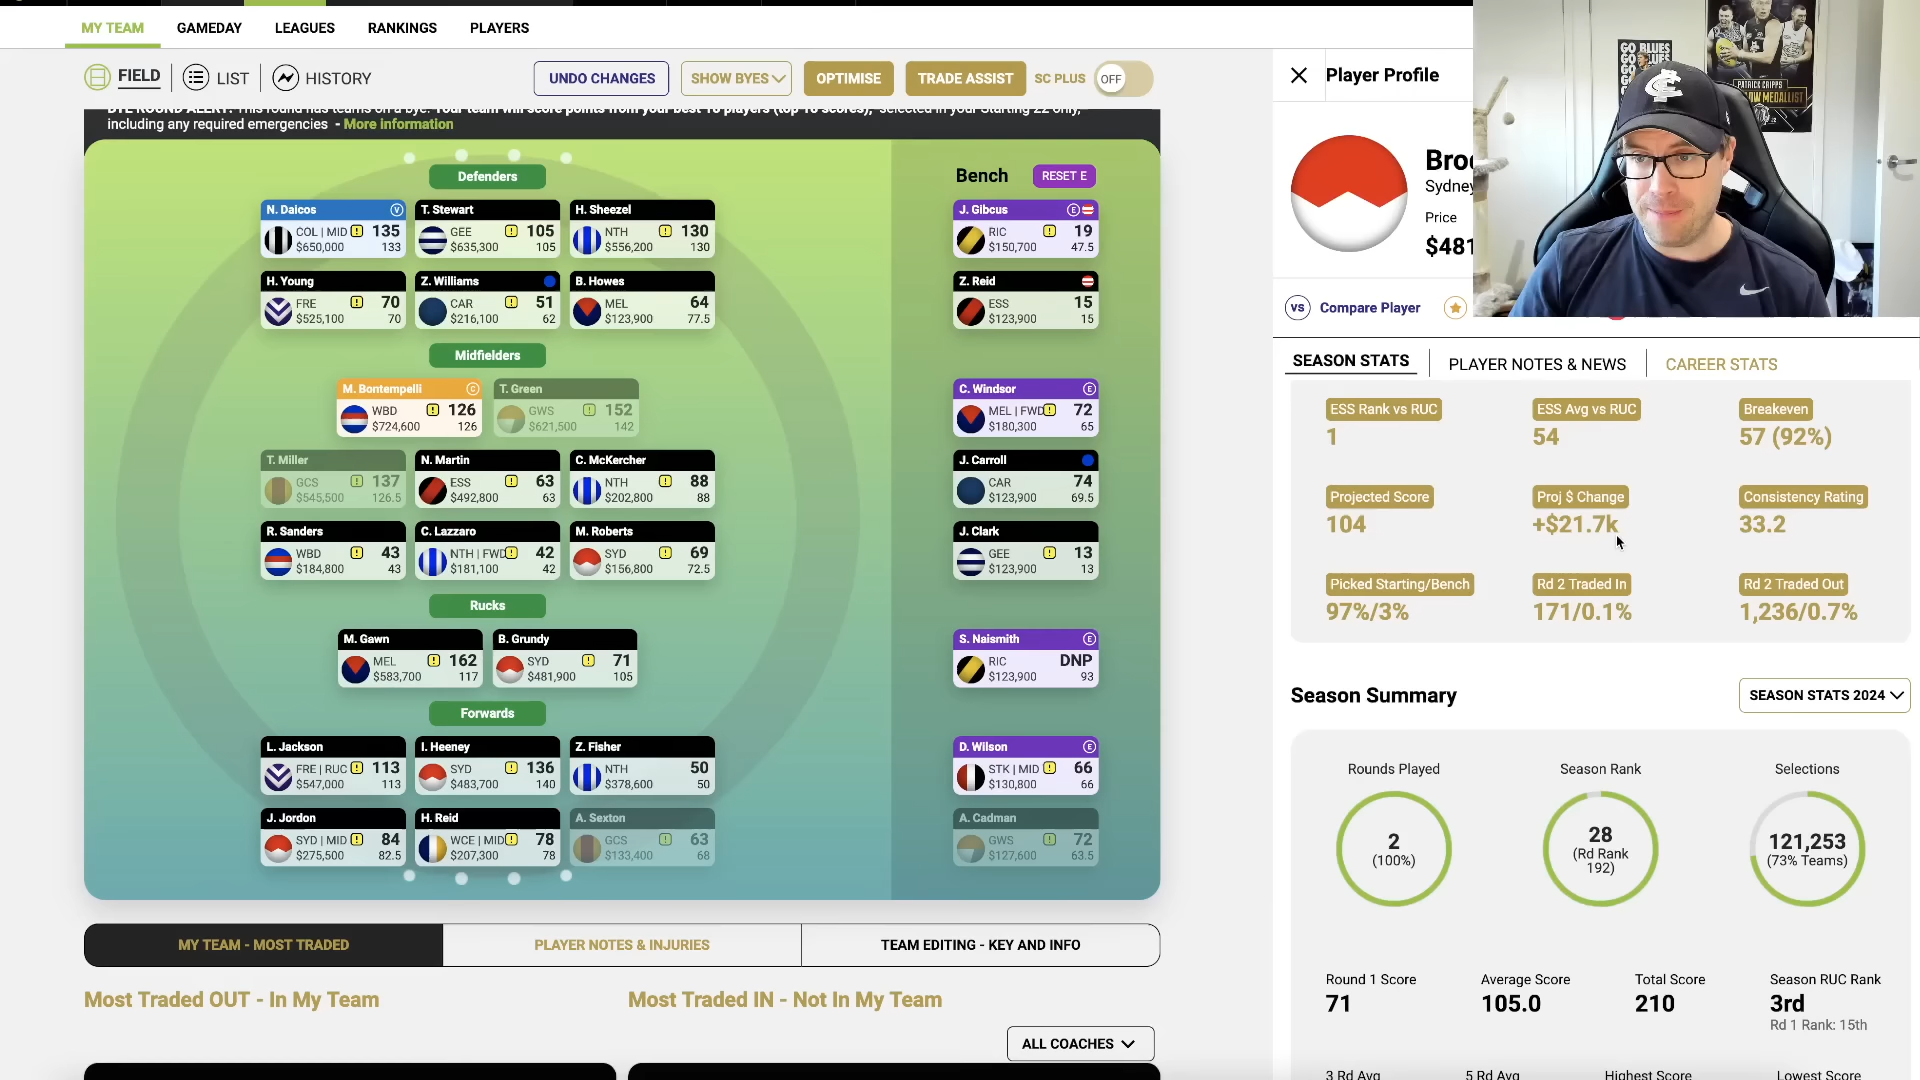 MY TEAM GAMEDAY LEAGUES RANKINGS PLAYERS
FIELD LIST HISTORY UNDO CHANGES SHOW BYES OPTIMISE TRADE ASSIST SC PLUS OFF
including any required emergencies - More information
Defenders
Bench RESET E
N. Daicos V
COL | MID ! 135
$650,000 133
T. Stewart
GEE ! 105
$635,300 105
H. Sheezel
NTH ! 130
$556,200 130
J. Gibcus E
RIC ! 19
$150,700 47.5
H. Young
FRE ! 70
$525,100 70
Z. Williams
CAR ! 51
$216,100 62
B. Howes
MEL 64
$123,900 77.5
Z. Reid
ESS 15
$123,900 15
Midfielders
M. Bontempelli C
WBD ! 126
$724,600 126
T. Green
GWS ! 152
$621,500 142
C. Windsor E
MEL | FWD ! 72
$180,300 65
T. Miller
GCS ! 137
$545,500 126.5
N. Martin
ESS ! 63
$492,800 63
C. McKercher
NTH ! 88
$202,800 88
J. Carroll
CAR 74
$123,900 69.5
R. Sanders
WBD ! 43
$184,800 43
C. Lazzaro
NTH | FWD ! 42
$181,100 42
M. Roberts
SYD ! 69
$156,800 72.5
J. Clark
GEE ! 13
$123,900 13
Rucks
M. Gawn
MEL ! 162
$583,700 117
B. Grundy
SYD ! 71
$481,900 105
S. Naismith E
RIC DNP
$123,900 93
Forwards
L. Jackson
FRE | RUC ! 113
$547,000 113
I. Heeney
SYD ! 136
$483,700 140
Z. Fisher
NTH 50
$378,600 50
D. Wilson E
STK | MID ! 66
$130,800 66
J. Jordon
SYD | MID ! 84
$275,500 82.5
H. Reid
WCE | MID ! 78
$207,300 78
A. Sexton
GCS ! 63
$133,400 68
A. Cadman
GWS ! 72
$127,600 63.5
MY TEAM - MOST TRADED PLAYER NOTES & INJURIES TEAM EDITING - KEY AND INFO
Most Traded OUT - In My Team Most Traded IN - Not In My Team
ALL COACHES
Player Profile
Bro
Sydney
Price
$481
VS Compare Player
GO BLUES
PATRICK CRIPPS
MEDALLIST
SEASON STATS PLAYER NOTES & NEWS CAREER STATS
ESS Rank vs RUC ESS Avg vs RUC Breakeven
1 54 57 (92%)
Projected Score Proj $ Change Consistency Rating
104 +$21.7k 33.2
Picked Starting/Bench Rd 2 Traded In Rd 2 Traded Out
97%/3% 171/0.1% 1,236/0.7%
Season Summary SEASON STATS 2024
Rounds Played Season Rank Selections
2
(100%)
28
(Rd Rank
192)
121,253
(73% Teams)
Round 1 Score Average Score Total Score Season RUC Rank
71 105.0 210 3rd
Rd 1 Rank: 15th
3 Rd Avg 5 Rd Avg Highest Score Lowest Score